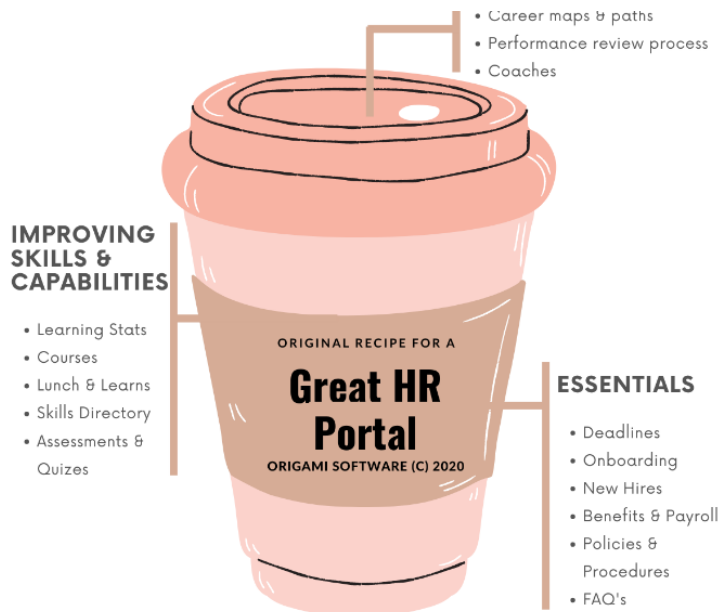 • Career maps & paths
• Performance review process
• Coaches
IMPROVING
SKILLS &
CAPABILITIES
• Learning Stats
• Courses
• Lunch & Learns
• Skills Directory
• Assessments &
Quizes
ORIGINAL RECIPE FOR A
Great HR
Portal
ORIGAMI SOFTWARE (C) 2020
ESSENTIALS
• Deadlines
• Onboarding
• New Hires
• Benefits & Payroll
• Policies &
Procedures
• FAQ's